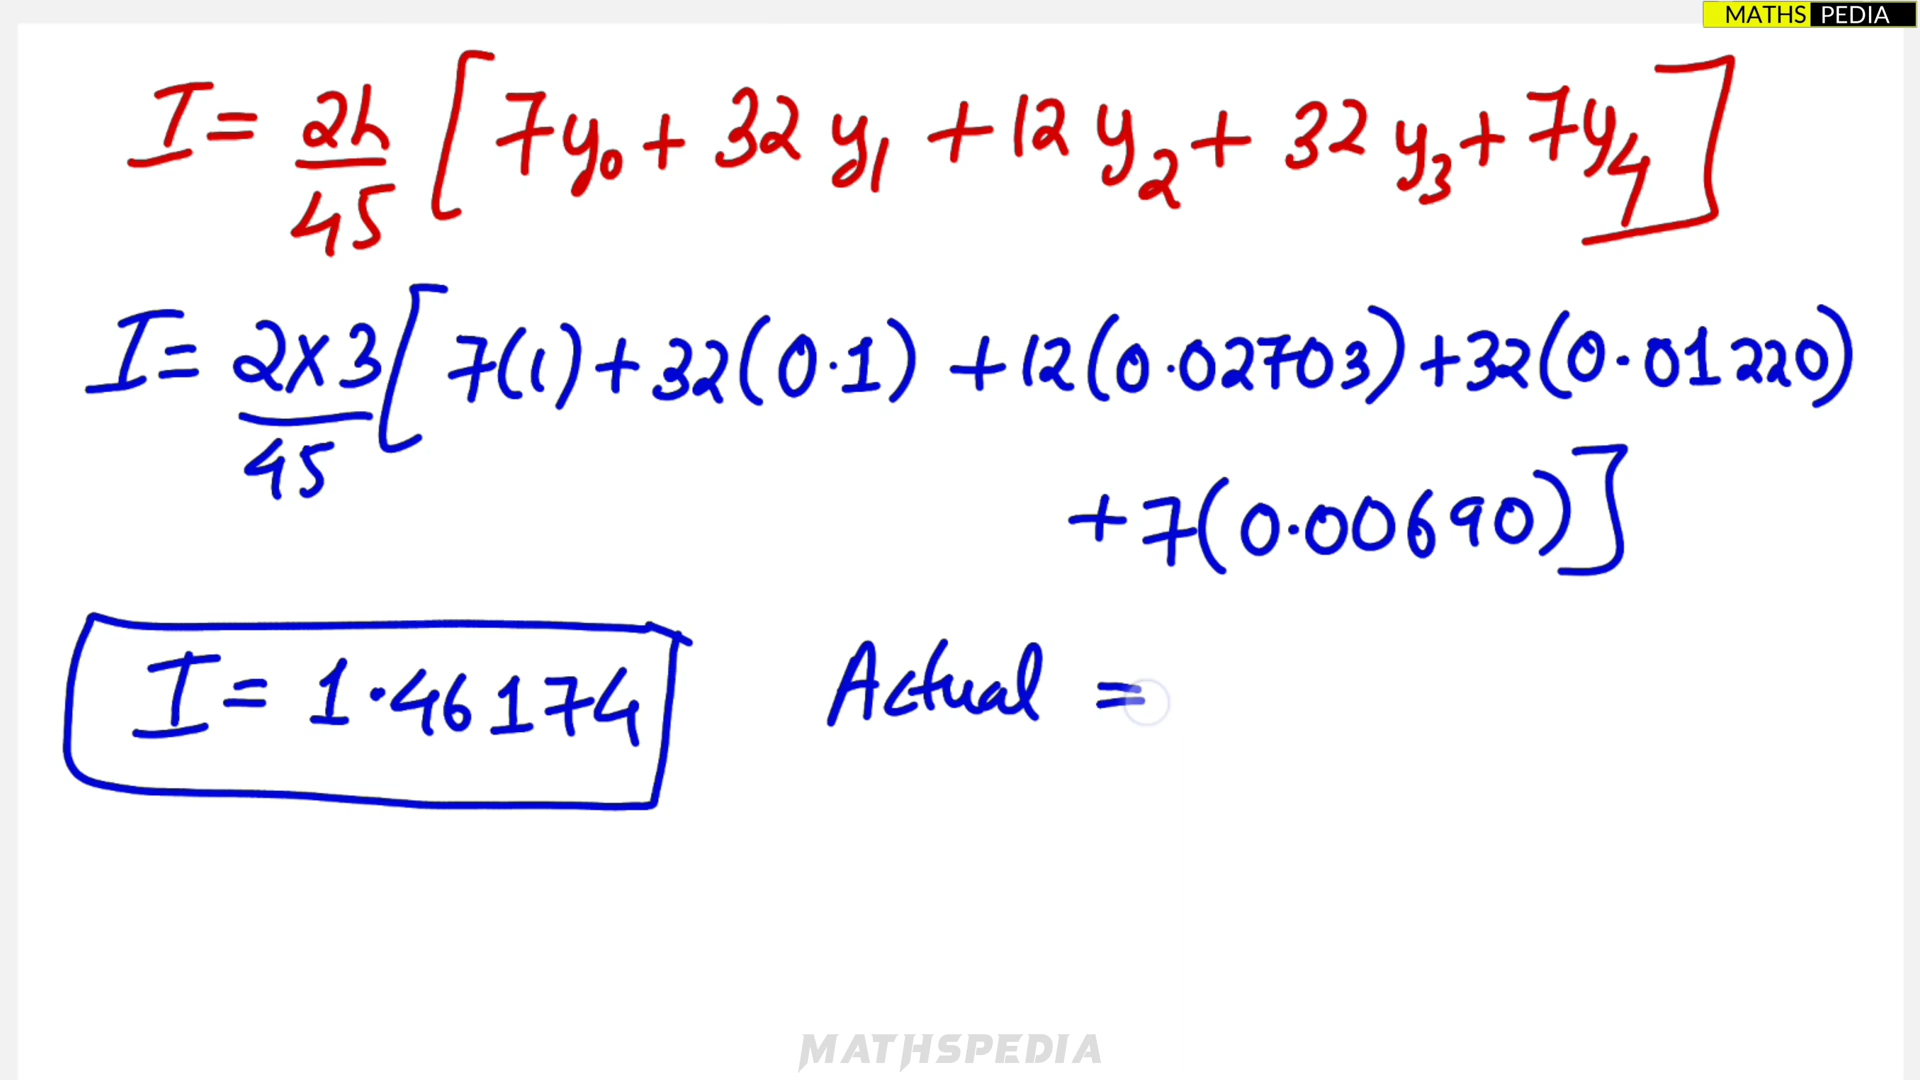 MATHS PEDIA
I = 2h/45 [7y₀ + 32y₁ + 12y₂ + 32y₃ + 7y₄]
I = 2×3/45 [7(1) + 32(0.1) + 12(0.02703) + 32(0.01220)
+ 7(0.00690)]
I = 1.46174 Actual =
MATHSPEDIA